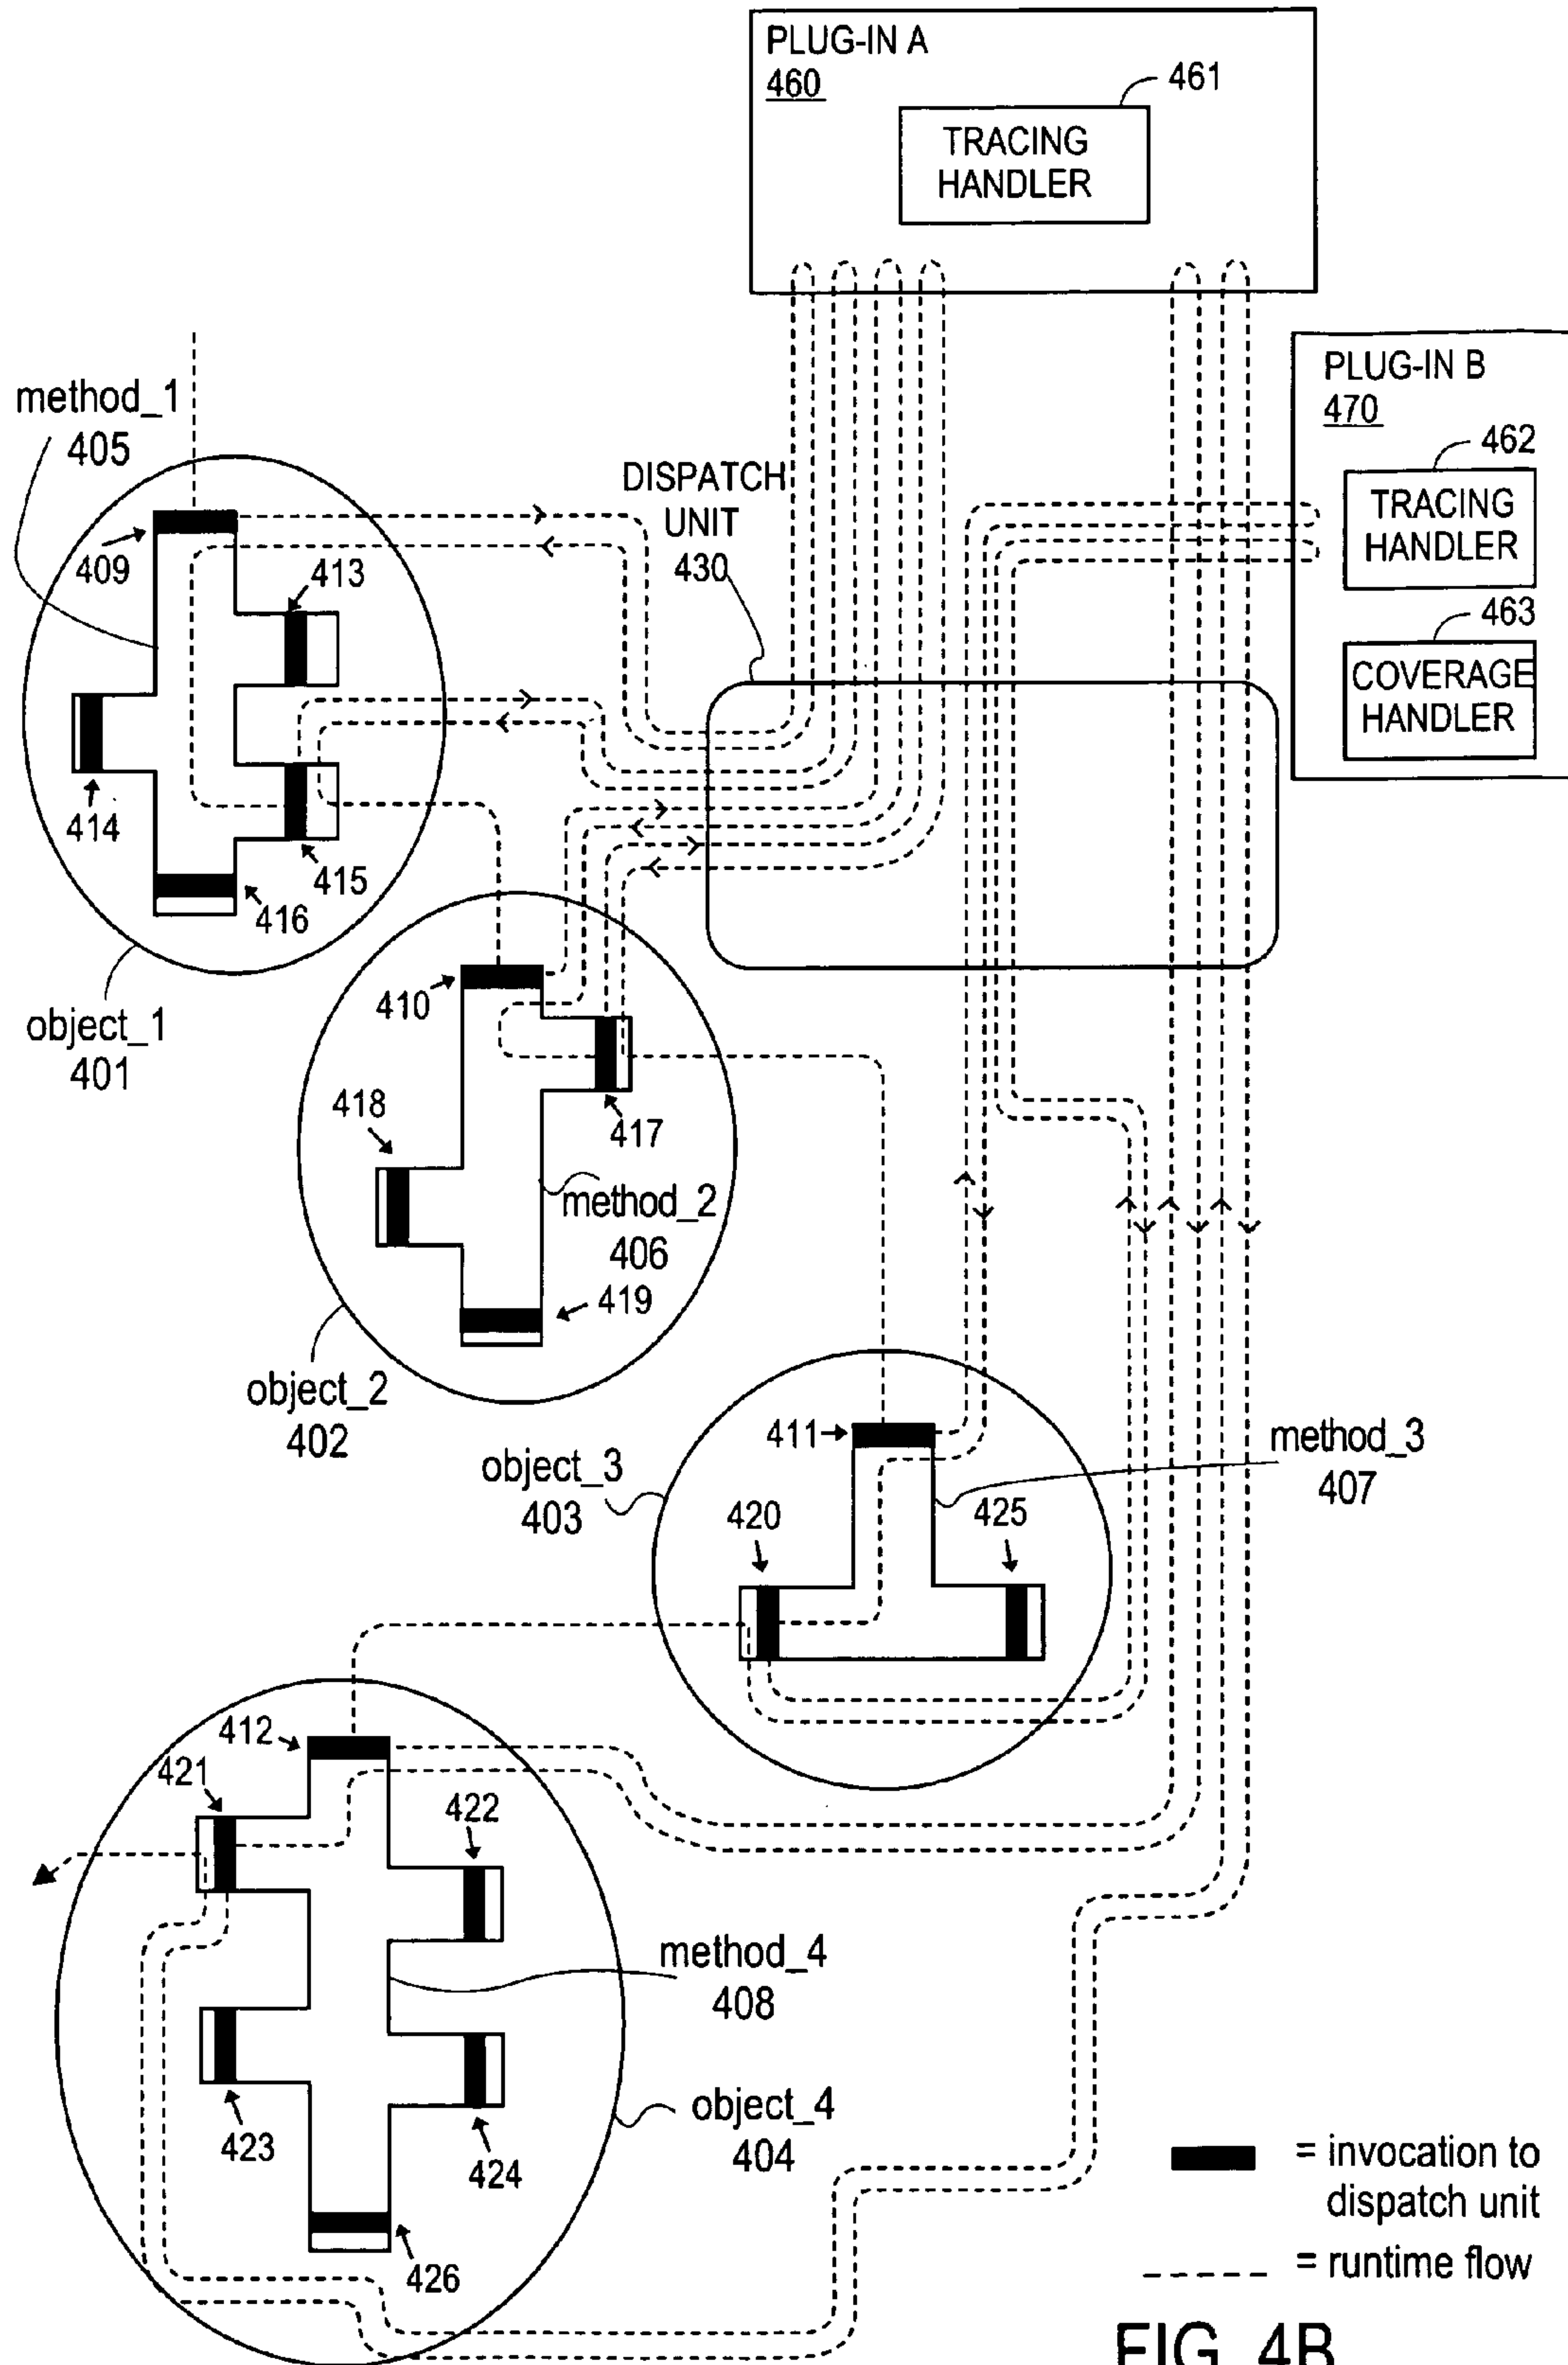 PLUG-IN A
460
461
TRACING
HANDLER
PLUG-IN B
470
462
TRACING
HANDLER
463
COVERAGE
HANDLER
method_1
405
DISPATCH
UNIT
430
409
413
414
415
416
object_1
401
410
417
418
method_2
406
419
object_2
402
411
method_3
407
object_3
403
420
425
412
421
422
method_4
408
423
424
object_4
404
426
= invocation to
dispatch unit
= runtime flow
FIG. 4B